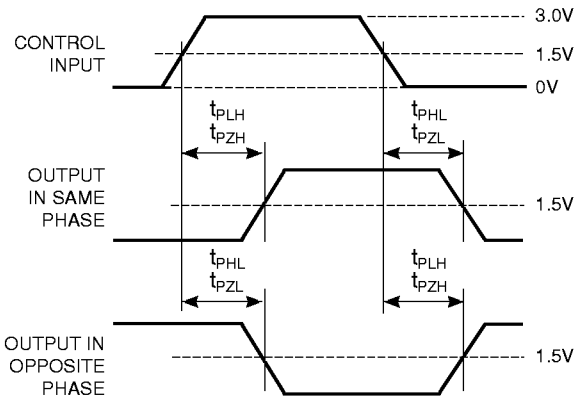 3.0V
CONTROL
INPUT
1.5V
0V
tPLH
tPZH
tPHL
tPZL
OUTPUT
IN SAME
PHASE
1.5V
tPHL
tPZL
tPLH
tPZH
OUTPUT IN
OPPOSITE
PHASE
1.5V